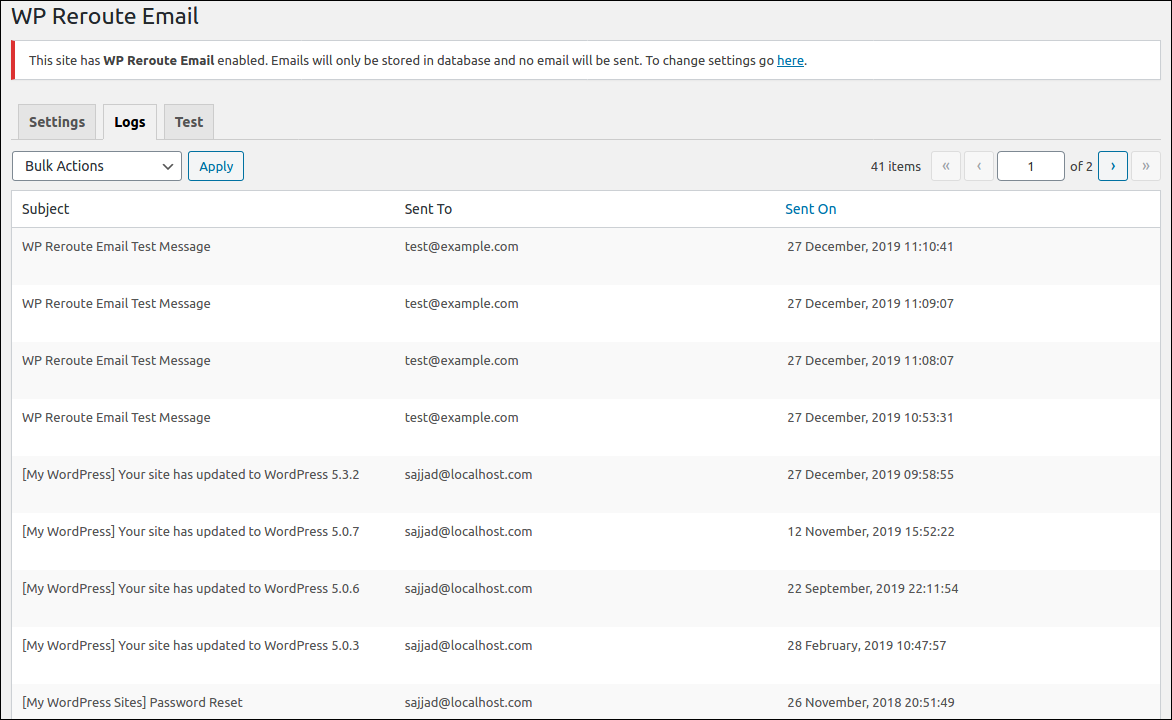 WP Reroute Email
This site has WP Reroute Email enabled. Emails will only be stored in database and no email will be sent. To change settings go here.
Settings Logs Test
Bulk Actions Apply 41 items « ‹ 1 of 2 › »
Subject Sent To Sent On
WP Reroute Email Test Message test@example.com 27 December, 2019 11:10:41
WP Reroute Email Test Message test@example.com 27 December, 2019 11:09:07
WP Reroute Email Test Message test@example.com 27 December, 2019 11:08:07
WP Reroute Email Test Message test@example.com 27 December, 2019 10:53:31
[My WordPress] Your site has updated to WordPress 5.3.2 sajjad@localhost.com 27 December, 2019 09:58:55
[My WordPress] Your site has updated to WordPress 5.0.7 sajjad@localhost.com 12 November, 2019 15:52:22
[My WordPress] Your site has updated to WordPress 5.0.6 sajjad@localhost.com 22 September, 2019 22:11:54
[My WordPress] Your site has updated to WordPress 5.0.3 sajjad@localhost.com 28 February, 2019 10:47:57
[My WordPress Sites] Password Reset sajjad@localhost.com 26 November, 2018 20:51:49